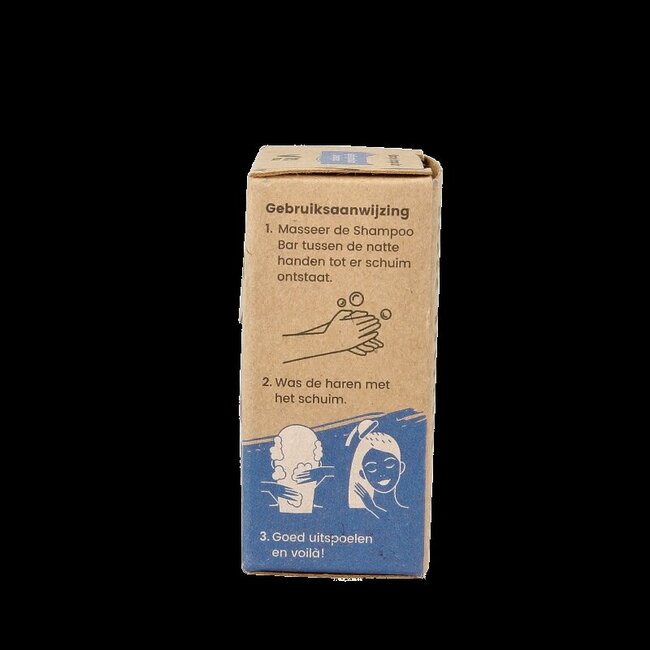 Gebruiksaanwijzing
1. Masseer de Shampoo
Bar tussen de natte
handen tot er schuim
ontstaat.
2. Was de haren met
het schuim.
3. Goed uitspoelen
en voilà!